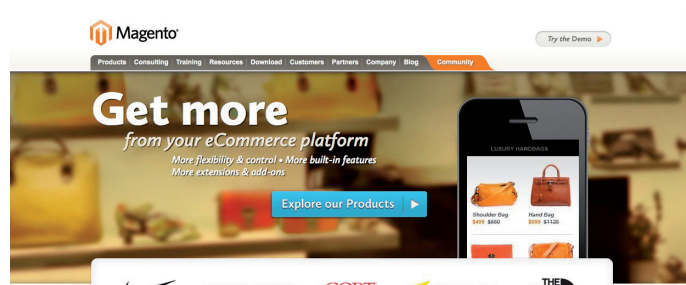 Magento®
Try the Demo
Products Consulting Training Resources Download Customers Partners Company Blog Community
Get more
from your eCommerce platform
More flexibility & control • More built-in features
More extensions & add-ons
Explore our Products
LUXURY HANDBAGS
Shoulder Bag Hand Bag
$499 $1126
THE